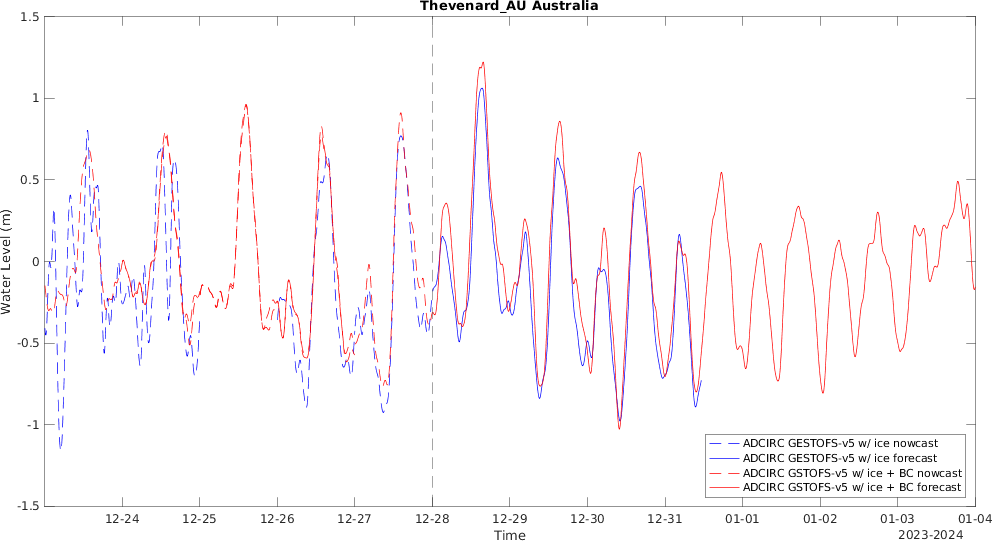 Thevenard_AU Australia
Water Level (m)
1.5
1
0.5
0
-0.5
-1
-1.5
ADCIRC GESTOFS-v5 w/ ice nowcast
ADCIRC GESTOFS-v5 w/ ice forecast
ADCIRC GSTOFS-v5 w/ ice + BC nowcast
ADCIRC GSTOFS-v5 w/ ice + BC forecast
12-24 12-25 12-26 12-27 12-28 12-29 12-30 12-31 01-01 01-02 01-03 01-04
Time
2023-2024